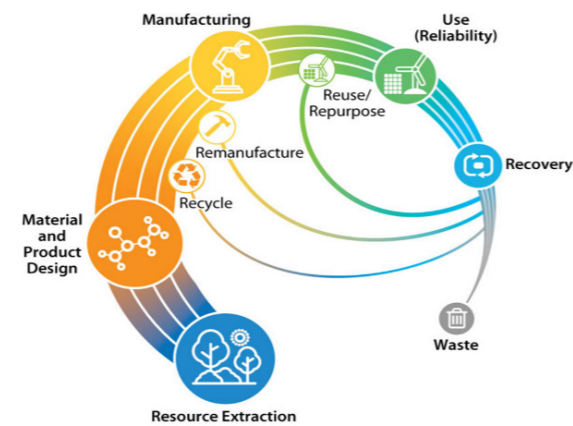 Manufacturing
Use
(Reliability)
Reuse/
Repurpose
Remanufacture
Recovery
Recycle
Material
and
Product
Design
Waste
Resource Extraction